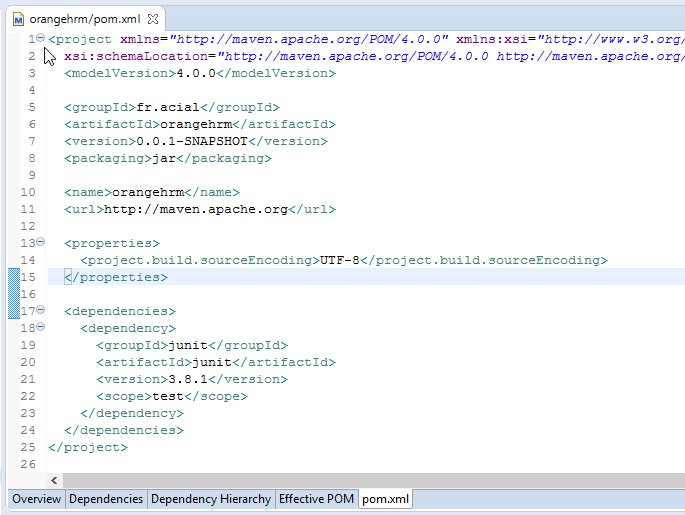 orangehrm/pom.xml
1 <project xmlns="http://maven.apache.org/POM/4.0.0" xmlns:xsi="http://www.w3.org/
2 xsi:schemaLocation="http://maven.apache.org/POM/4.0.0 http://maven.apache.org/
3 <modelVersion>4.0.0</modelVersion>
4
5 <groupId>fr.acial</groupId>
6 <artifactId>orangehrm</artifactId>
7 <version>0.0.1-SNAPSHOT</version>
8 <packaging>jar</packaging>
9
10 <name>orangehrm</name>
11 <url>http://maven.apache.org</url>
12
13 <properties>
14 <project.build.sourceEncoding>UTF-8</project.build.sourceEncoding>
15 </properties>
16
17 <dependencies>
18 <dependency>
19 <groupId>junit</groupId>
20 <artifactId>junit</artifactId>
21 <version>3.8.1</version>
22 <scope>test</scope>
23 </dependency>
24 </dependencies>
25 </project>
26
Overview Dependencies Dependency Hierarchy Effective POM pom.xml